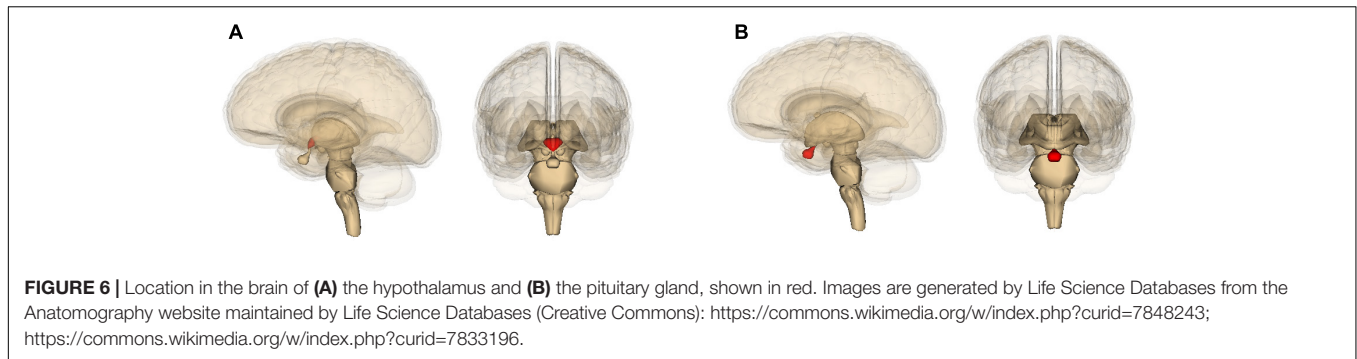 A
B
FIGURE 6 | Location in the brain of (A) the hypothalamus and (B) the pituitary gland, shown in red. Images are generated by Life Science Databases from the
Anatomography website maintained by Life Science Databases (Creative Commons): https://commons.wikimedia.org/w/index.php?curid=7848243;
https://commons.wikimedia.org/w/index.php?curid=7833196.